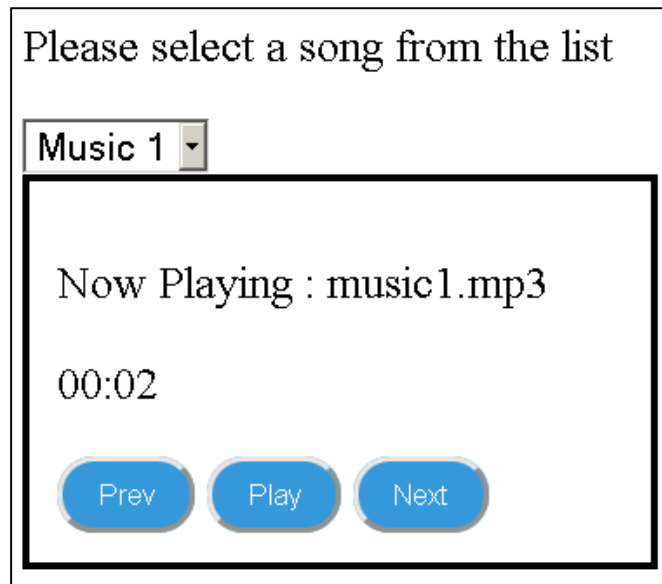 Please select a song from the list
Music 1
Now Playing : music1.mp3
00:02
Prev Play Next